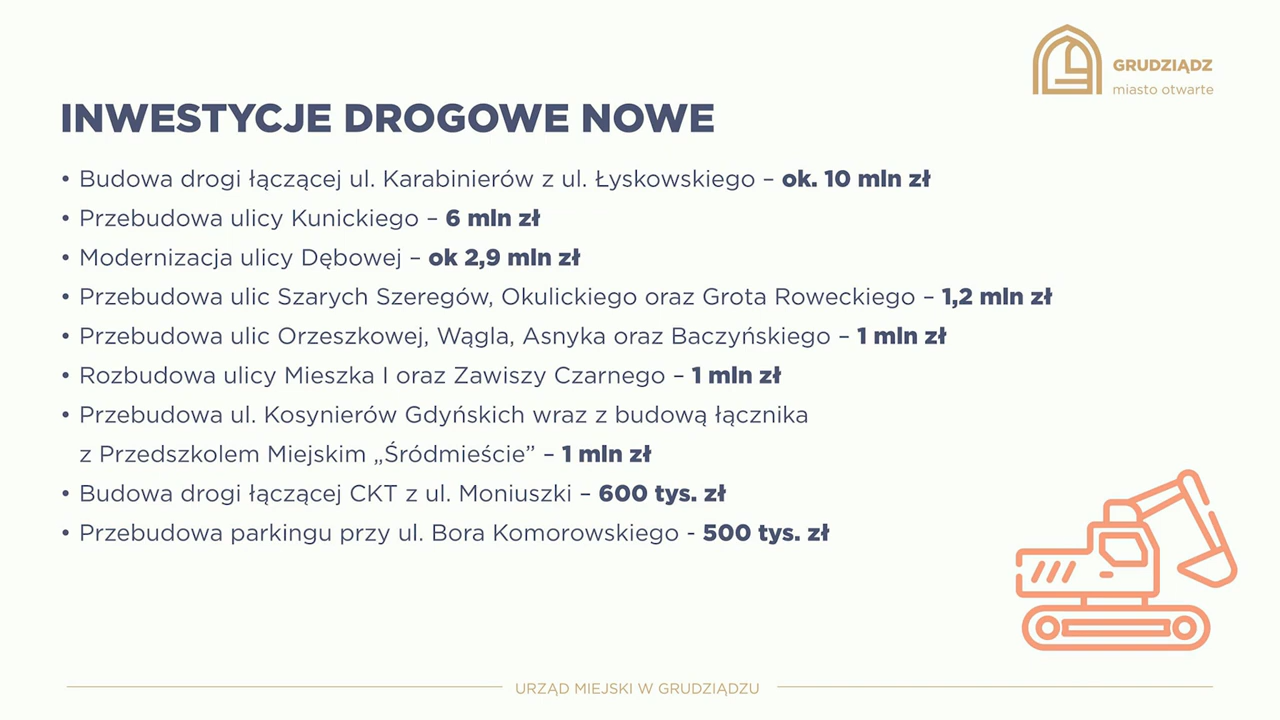 GRUDZIĄDZ
miasto otwarte
INWESTYCJE DROGOWE NOWE
• Budowa drogi łączącej ul. Karabinierów z ul. Łyskowskiego – ok. 10 mln zł
• Przebudowa ulicy Kunickiego – 6 mln zł
• Modernizacja ulicy Dębowej – ok 2,9 mln zł
• Przebudowa ulic Szarych Szeregów, Okulickiego oraz Grota Roweckiego – 1,2 mln zł
• Przebudowa ulic Orzeszkowej, Wągla, Asnyka oraz Baczyńskiego – 1 mln zł
• Rozbudowa ulicy Mieszka I oraz Zawiszy Czarnego – 1 mln zł
• Przebudowa ul. Kosynierów Gdyńskich wraz z budową łącznika
z Przedszkolem Miejskim „Śródmieście” – 1 mln zł
• Budowa drogi łączącej CKT z ul. Moniuszki – 600 tys. zł
• Przebudowa parkingu przy ul. Bora Komorowskiego - 500 tys. zł
URZĄD MIEJSKI W GRUDZIĄDZU